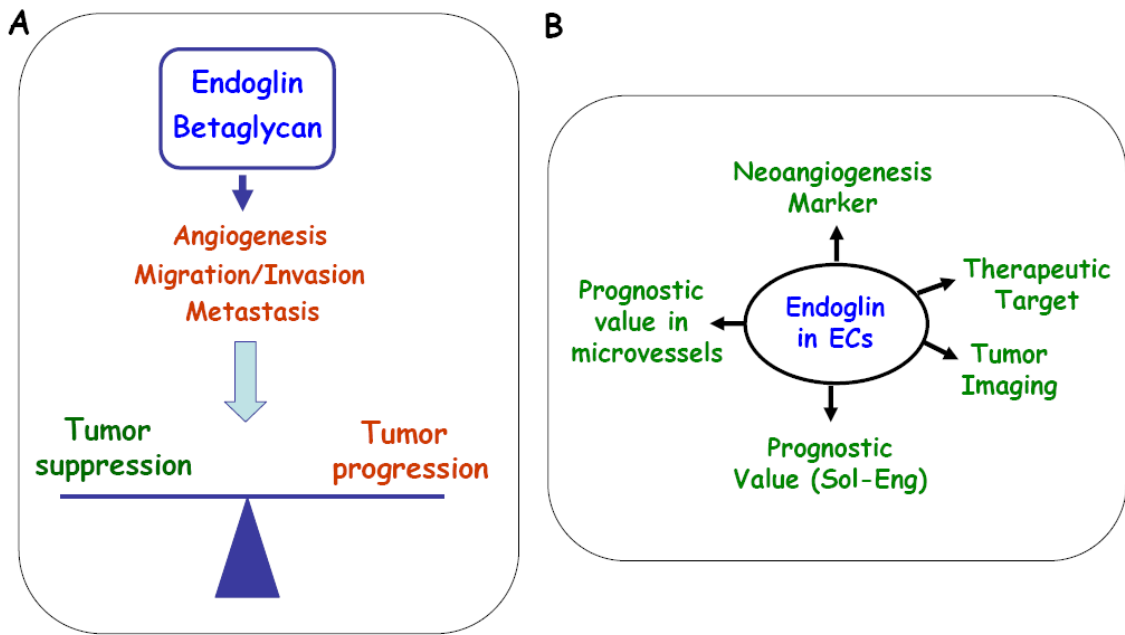 A
Endoglin
Betaglycan
Angiogenesis
Migration/Invasion
Metastasis
Tumor
suppression
Tumor
progression
B
Neoangiogenesis
Marker
Therapeutic
Target
Prognostic
value in
microvessels
Endoglin
in ECs
Tumor
Imaging
Prognostic
Value (Sol-Eng)